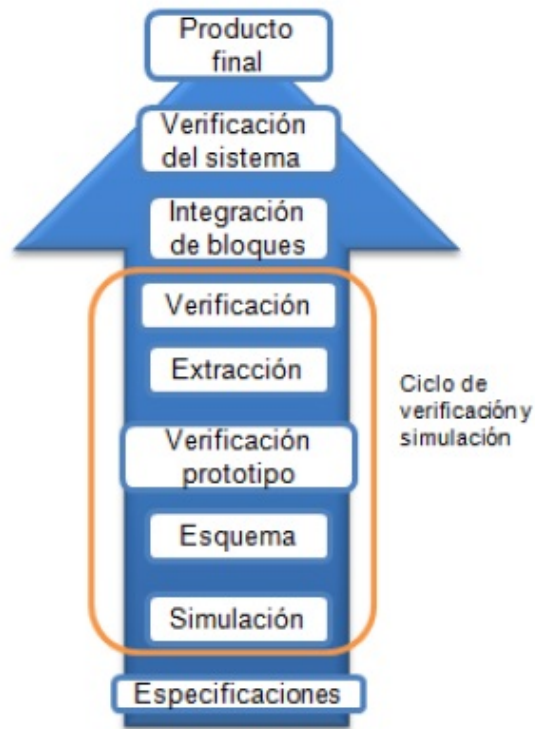 Producto
final
Verificación
del sistema
Integración
de bloques
Verificación
Extracción
Ciclo de
verificación y
simulación
Verificación
prototipo
Esquema
Simulación
Especificaciones